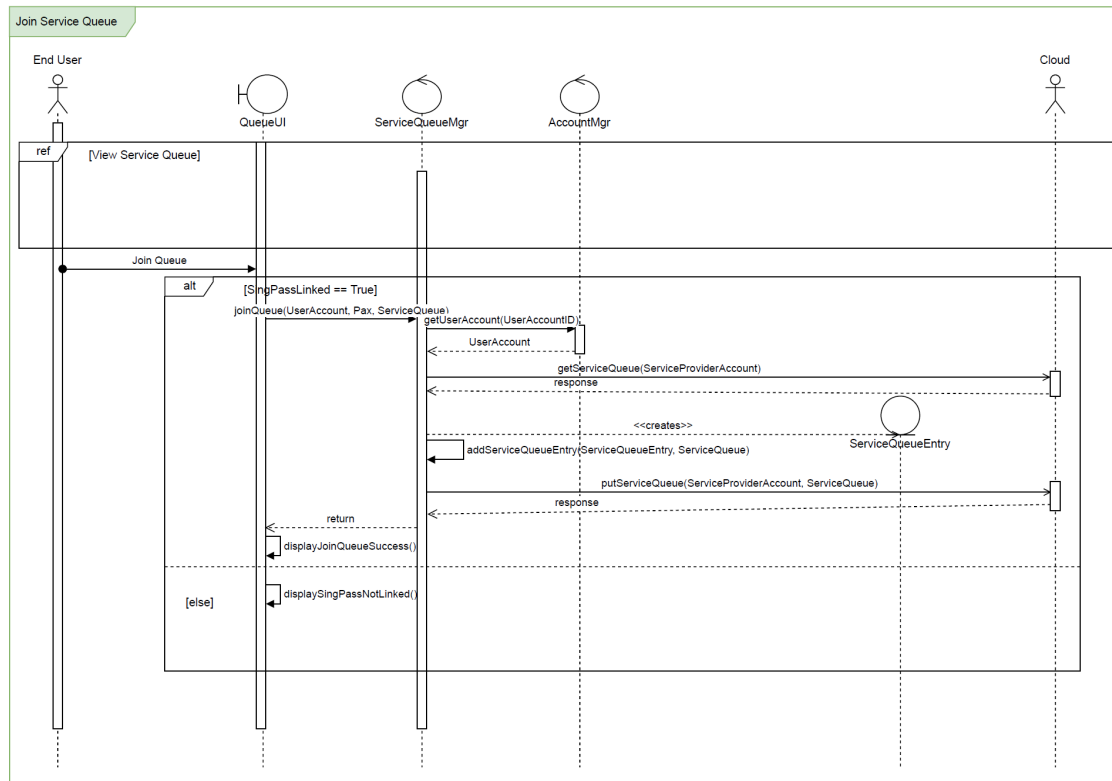 Join Service Queue
End User
Cloud
QueueUI
ServiceQueueMgr
AccountMgr
ref
[View Service Queue]
Join Queue
alt
[SingPassLinked == True]
joinQueue(UserAccount, Pax, ServiceQueue)
getUserAccount(UserAccountID)
UserAccount
getServiceQueue(ServiceProviderAccount)
response
<<creates>>
ServiceQueueEntry
addServiceQueueEntry(ServiceQueueEntry, ServiceQueue)
putServiceQueue(ServiceProviderAccount, ServiceQueue)
response
return
displayJoinQueueSuccess()
displaySingPassNotLinked()
[else]